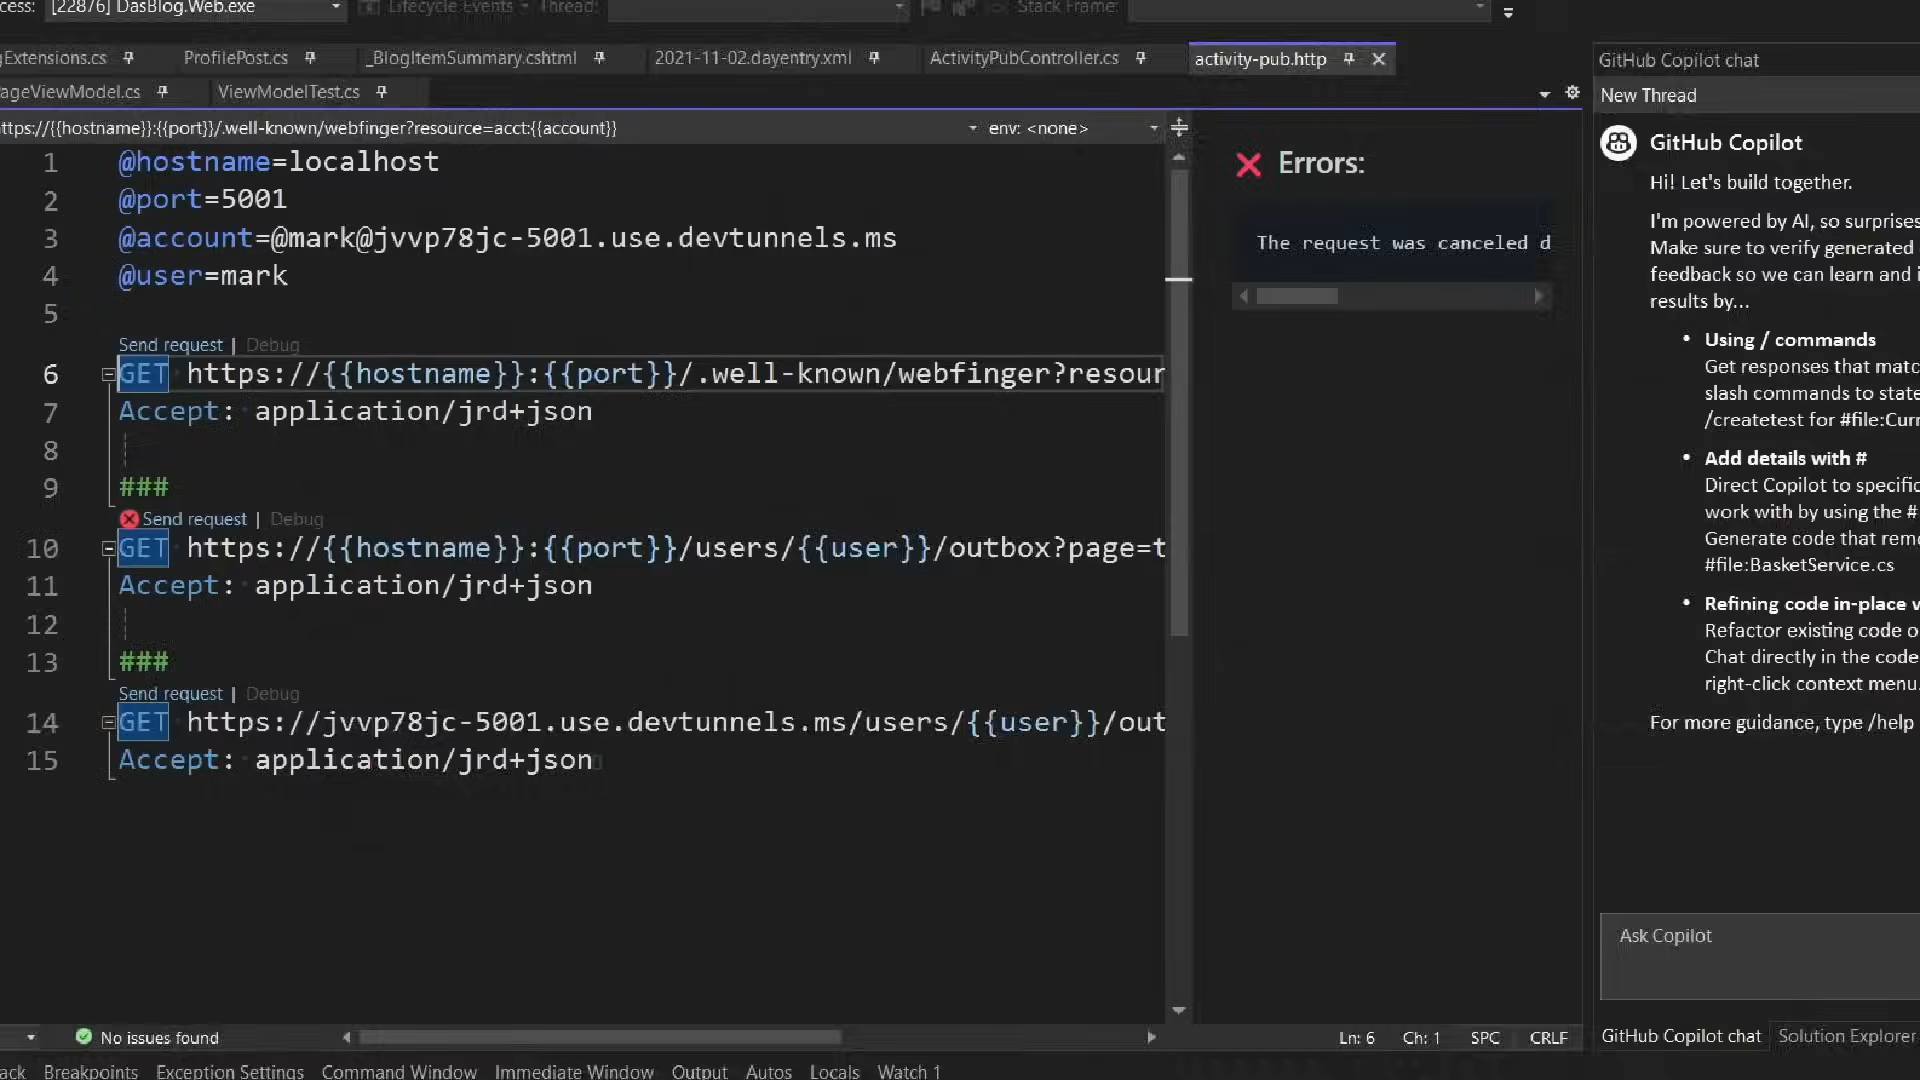 cess: [22876] DasBlog.Web.exe Lifecycle Events Thread: Stack Frame:
gExtensions.cs ProfilePost.cs _BlogItemSummary.cshtml 2021-11-02.dayentry.xml ActivityPubController.cs activity-pub.http
ageViewModel.cs ViewModelTest.cs
ttps://{{hostname}}:{{port}}/.well-known/webfinger?resource=acct:{{account}} env: <none>
1 @hostname=localhost
2 @port=5001
3 @account=@mark@jvvp78jc-5001.use.devtunnels.ms
4 @user=mark
5
Send request | Debug
6 GET https://{{hostname}}:{{port}}/.well-known/webfinger?resour
7 Accept: application/jrd+json
8
9 ###
Send request | Debug
10 GET https://{{hostname}}:{{port}}/users/{{user}}/outbox?page=t
11 Accept: application/jrd+json
12
13 ###
Send request | Debug
14 GET https://jvvp78jc-5001.use.devtunnels.ms/users/{{user}}/out
15 Accept: application/jrd+json
Errors:
The request was canceled d
GitHub Copilot chat
New Thread
GitHub Copilot
Hi! Let's build together.
I'm powered by AI, so surprises
Make sure to verify generated
feedback so we can learn and i
results by...
• Using / commands
Get responses that matc
slash commands to state
/createtest for #file:Curr
• Add details with #
Direct Copilot to specific
work with by using the #
Generate code that remo
#file:BasketService.cs
• Refining code in-place w
Refactor existing code o
Chat directly in the code
right-click context menu.
For more guidance, type /help
Ask Copilot
No issues found Ln: 6 Ch: 1 SPC CRLF
GitHub Copilot chat Solution Explorer
ack Breakpoints Exception Settings Command Window Immediate Window Output Autos Locals Watch 1